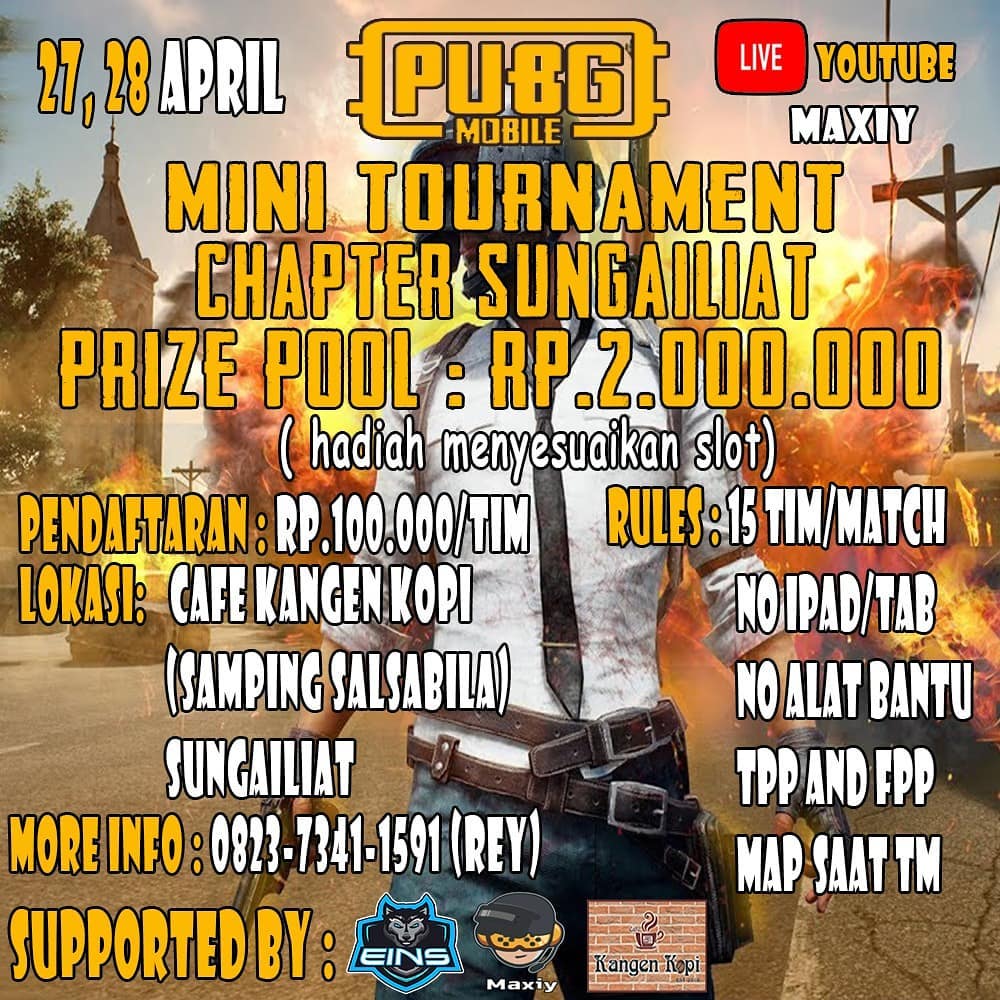 27, 28 APRIL
PUBG
MOBILE
LIVE YOUTUBE
MAXIY
MINI TOURNAMENT
CHAPTER SUNGAILIAT
PRIZE POOL : RP.2.000.000
( hadiah menyesuaikan slot)
PENDAFTARAN : RP.100.000/TIM
LOKASI: CAFE KANGEN KOPI
(SAMPING SALSABILA)
SUNGAILIAT
MORE INFO : 0823-7341-1591 (REY)
RULES : 15 TIM/MATCH
NO IPAD/TAB
NO ALAT BANTU
TPP AND FPP
MAP SAAT TM
SUPPORTED BY :
EINS
Maxiy
Kangen Kopi